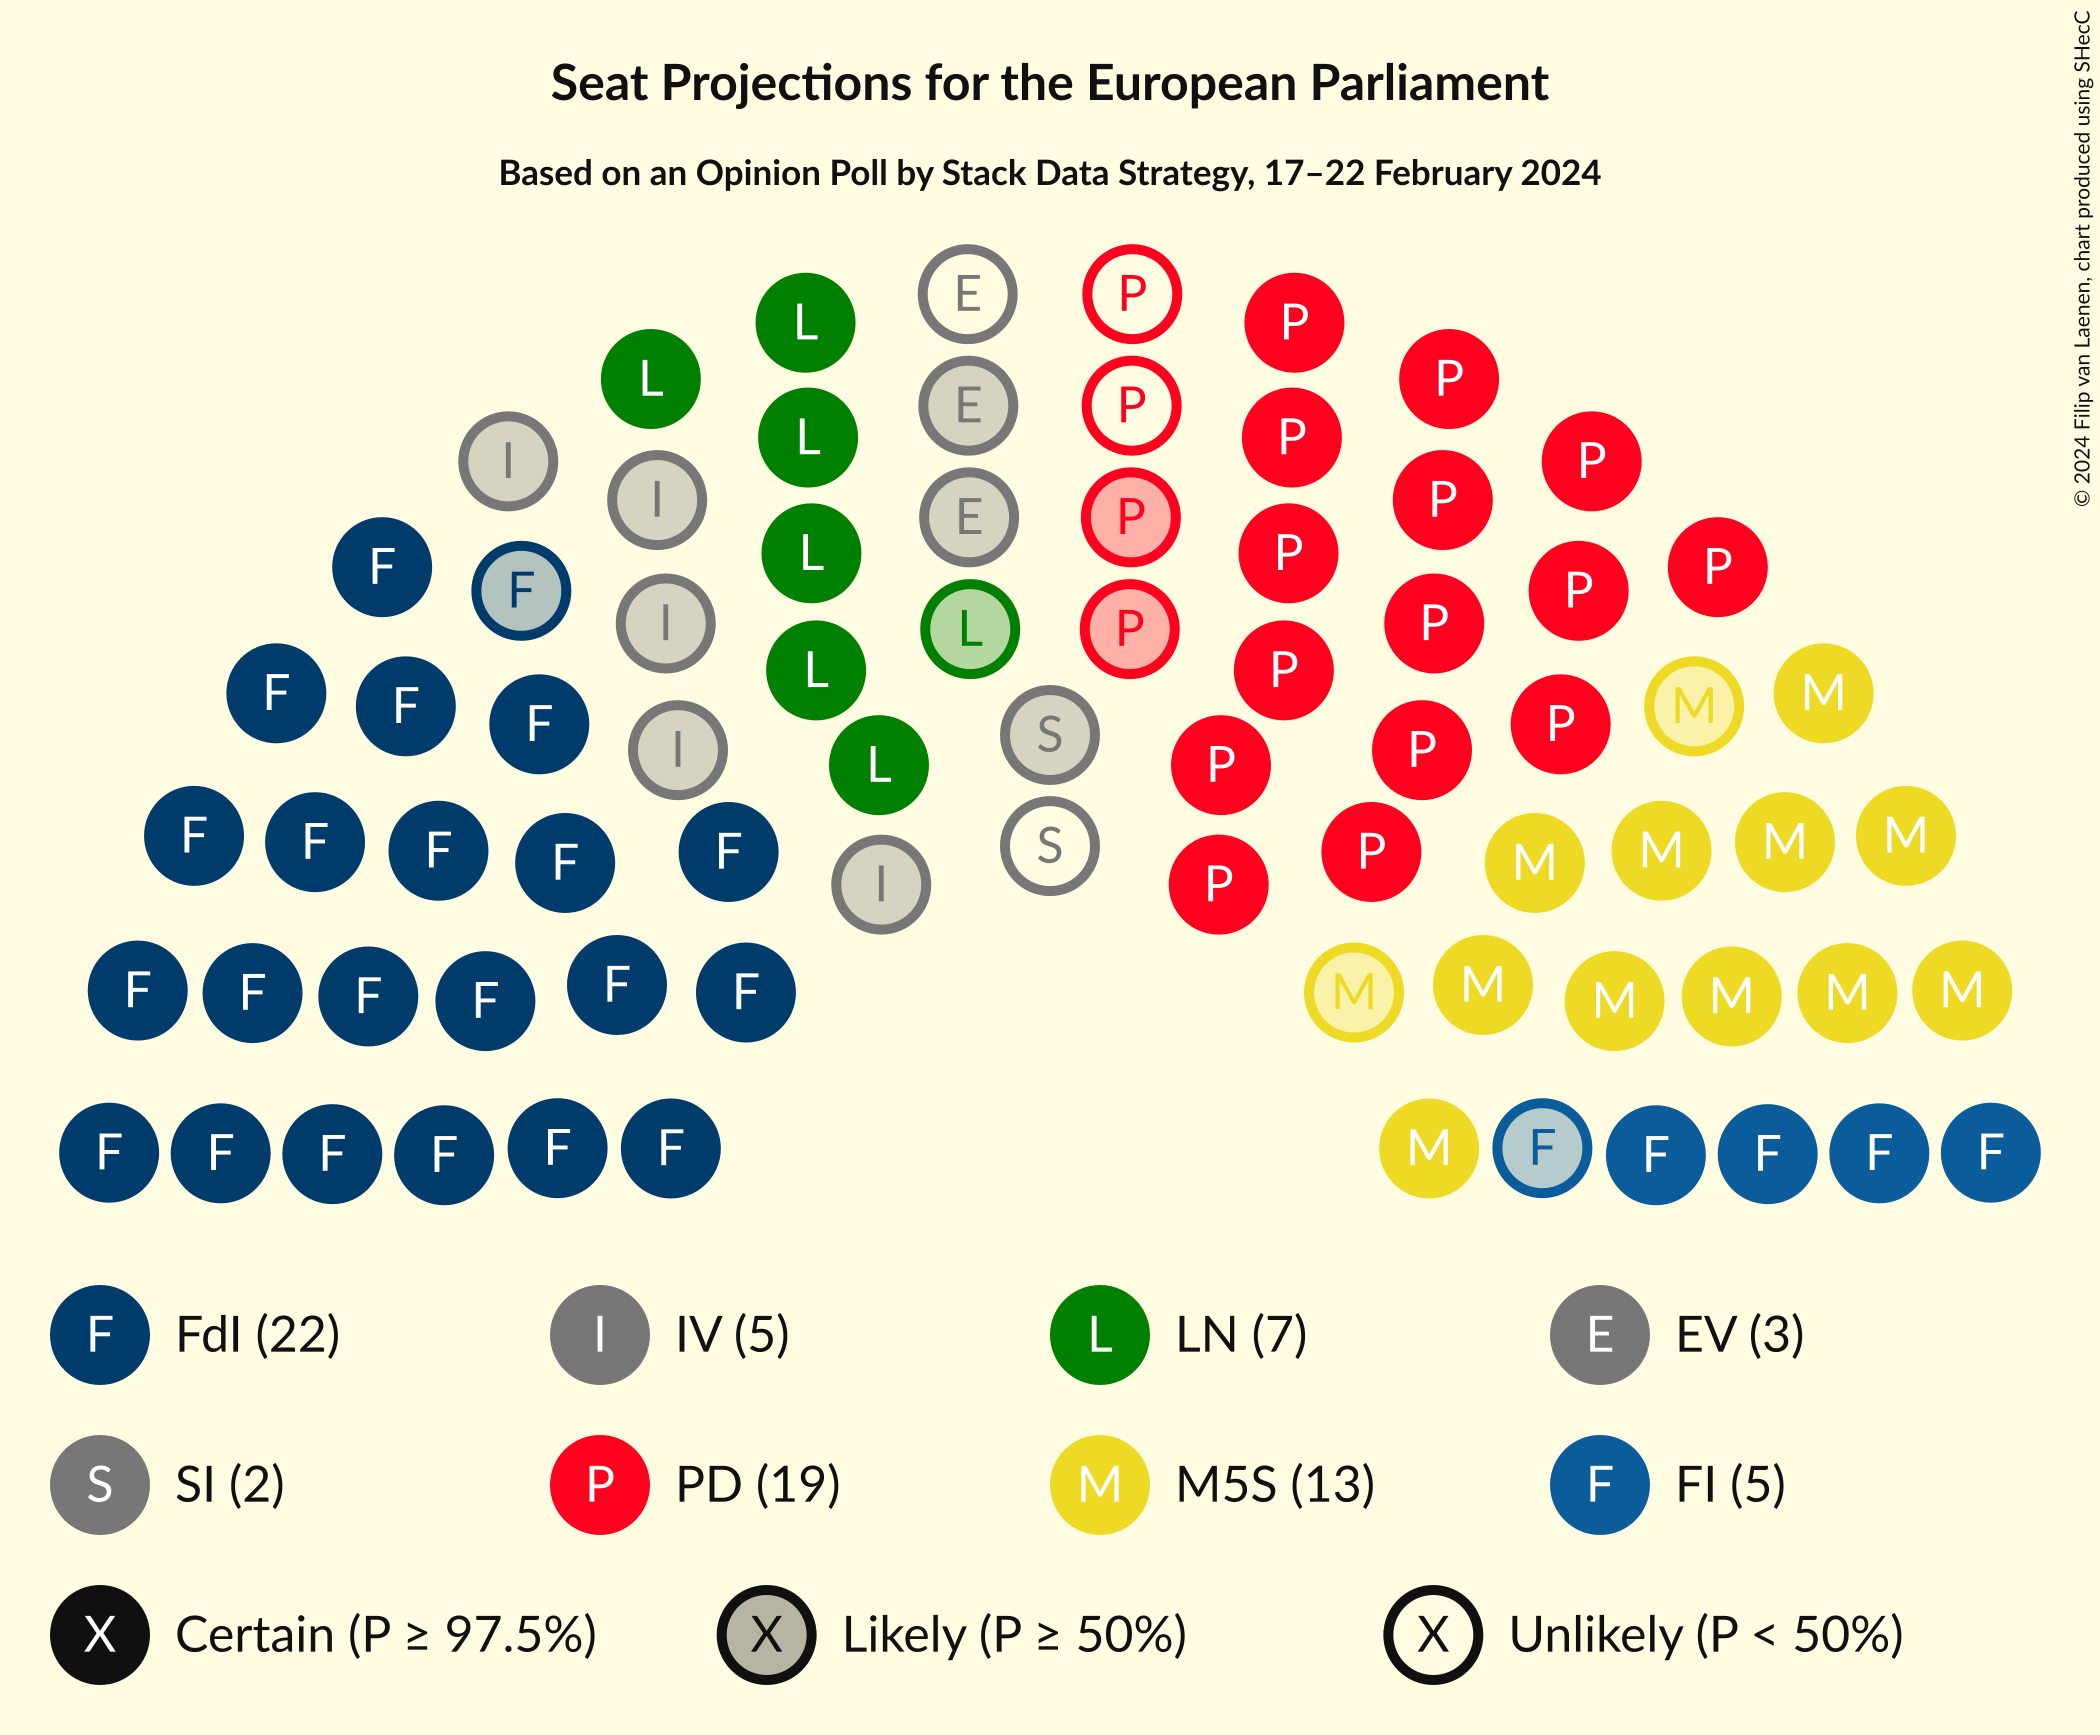 Seat Projections for the European Parliament
Based on an Opinion Poll by Stack Data Strategy, 17–22 February 2024
© 2024 Filip van Laenen, chart produced using SHecC
E P
L P
L P
E P
L P
I P
I P
L E P P
F P
F P
L P
I P
L P
F M M
F F P
S
I P
L P
F F F F F P M M M M
S
I P
F F F F F F M M M M M M
F F F F F F M F F F F F
F FdI (22) I IV (5) L LN (7) E EV (3)
S SI (2) P PD (19) M M5S (13) F FI (5)
X Certain (P ≥ 97.5%) X Likely (P ≥ 50%) X Unlikely (P < 50%)